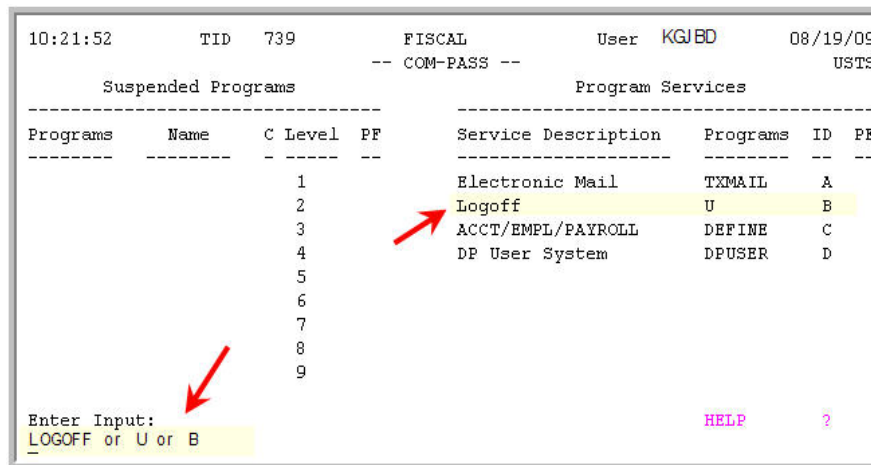 10:21:52 TID 739 FISCAL User KGJBD 08/19/09
-- COM-PASS -- USTS
Suspended Programs Program Services
Programs Name C Level PF Service Description Programs ID PF
1 Electronic Mail TXMAIL A
2 Logoff U B
3 ACCT/EMPL/PAYROLL DEFINE C
4 DP User System DPUSER D
5
6
7
8
9
Enter Input: HELP ?
LOGOFF or U or B